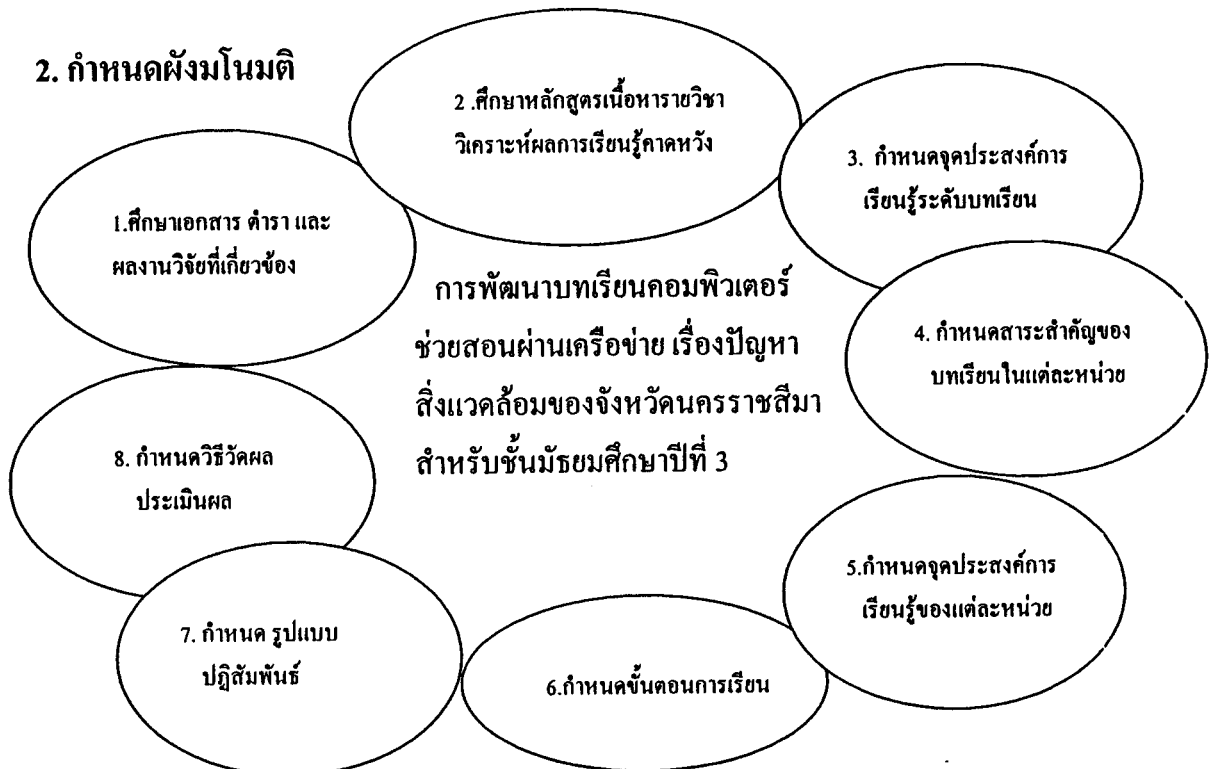 2. กำหนดผังมโนมติ
2 .ศึกษาหลักสูตรเนื้อหารายวิชา
วิเคราะห์ผลการเรียนรู้คาดหวัง
3. กำหนดจุดประสงค์การ
เรียนรู้ระดับบทเรียน
1.ศึกษาเอกสาร ตำรา และ
ผลงานวิจัยที่เกี่ยวข้อง
การพัฒนาบทเรียนคอมพิวเตอร์
ช่วยสอนผ่านเครือข่าย เรื่องปัญหา
สิ่งแวดล้อมของจังหวัดนครราชสีมา
สำหรับชั้นมัธยมศึกษาปีที่ 3
4. กำหนดสาระสำคัญของ
บทเรียนในแต่ละหน่วย
8. กำหนดวิธีวัดผล
ประเมินผล
5.กำหนดจุดประสงค์การ
เรียนรู้ของแต่ละหน่วย
7. กำหนด รูปแบบ
ปฏิสัมพันธ์
6.กำหนดขั้นตอนการเรียน